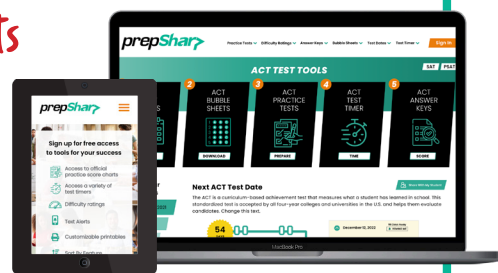 ts
prepSharp
Practice Tests
Difficulty Ratings
Answer Keys
Bubble Sheets
Test Dates
Test Timer
Sign In
ACT TEST TOOLS
SAT
PSAT
S
2
ACT
BUBBLE
SHEETS
DOWNLOAD
3
ACT
PRACTICE
TESTS
PREPARE
4
ACT
TEST
TIMER
TIME
5
ACT
ANSWER
KEYS
SCORE
Next ACT Test Date
The ACT is a curriculum-based achievement test that measures what a student has learned in school. This
standardized test is accepted by all four-year colleges and universities in the U.S. and helps them evaluate
candidates. Change this text.
54
December 10, 2022
MacBook Pro
prepSharp
Sign up for free access
to tools for your success
Access to official
practice score charts
Access a variety of
test timers
Difficulty ratings
Test Alerts
Customizable printables
Sort By Feature